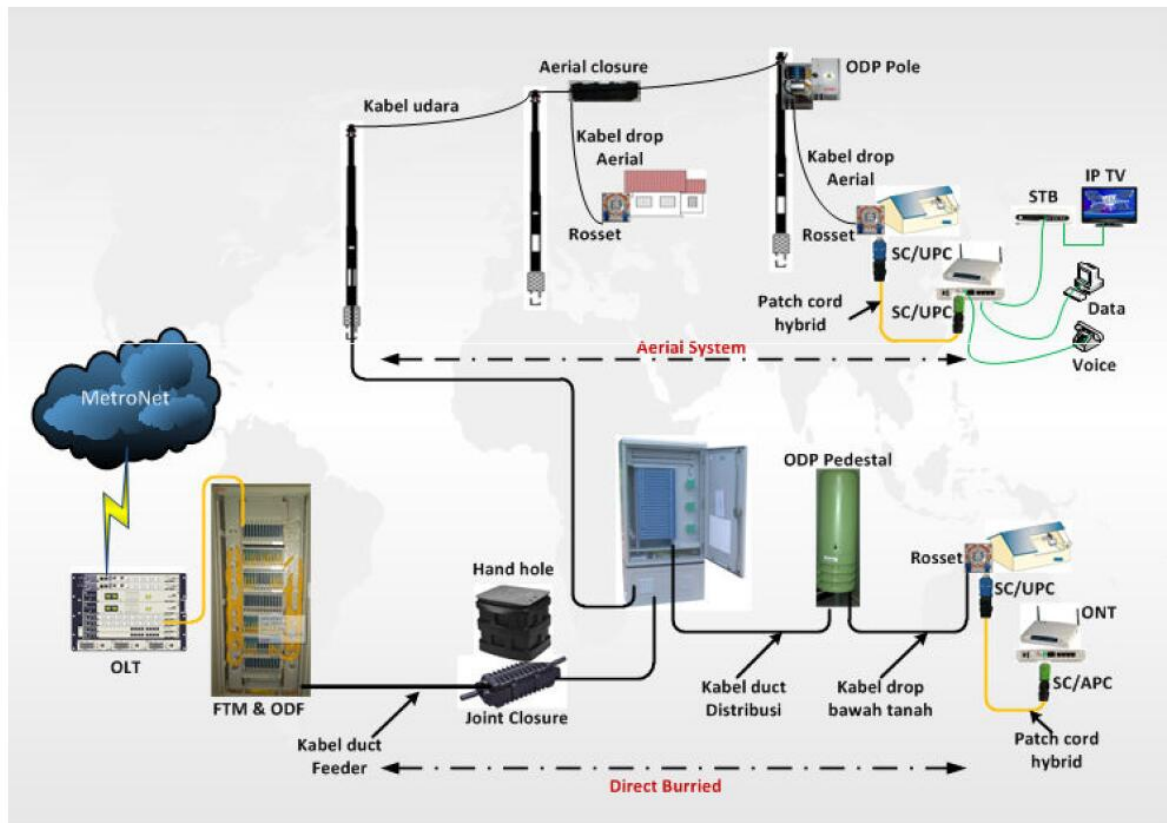 Aerial closure
ODP Pole
Kabel udara
Kabel drop
Aerial
Kabel drop
Aerial
IP TV
STB
Rosset
Rosset
SC/UPC
Patch cord
hybrid
SC/UPC
Data
Voice
Aerial System
MetroNet
ODP Pedestal
Hand hole
Rosset
SC/UPC
ONT
OLT
SC/APC
FTM & ODF
Joint Closure
Kabel duct
Distribusi
Kabel drop
bawah tanah
Kabel duct
Feeder
Patch cord
hybrid
Direct Burried